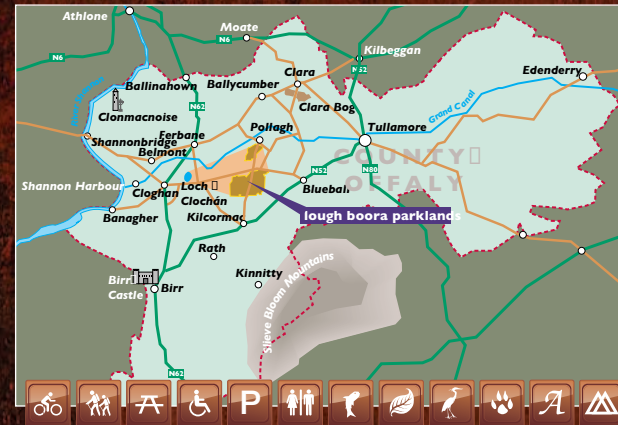 Athlone
Moate
N6
N6
Kilbeggan
N52
Clara
Edenderry
Ballinahown
Ballycumber
N62
Clara Bog
Grand Canal
Clonmacnoise
Shannonbridge
Ferbane
Pollagh
Tullamore
Belmont
COUNTY
OFFALY
N52
N80
Shannon Harbour
Cloghan
Loch
Clochán
Blueball
Banagher
Kilcormac
lough boora parklands
Rath
Kinnitty
Slieve Bloom Mountains
Birr
Castle
Birr
N62
P
A